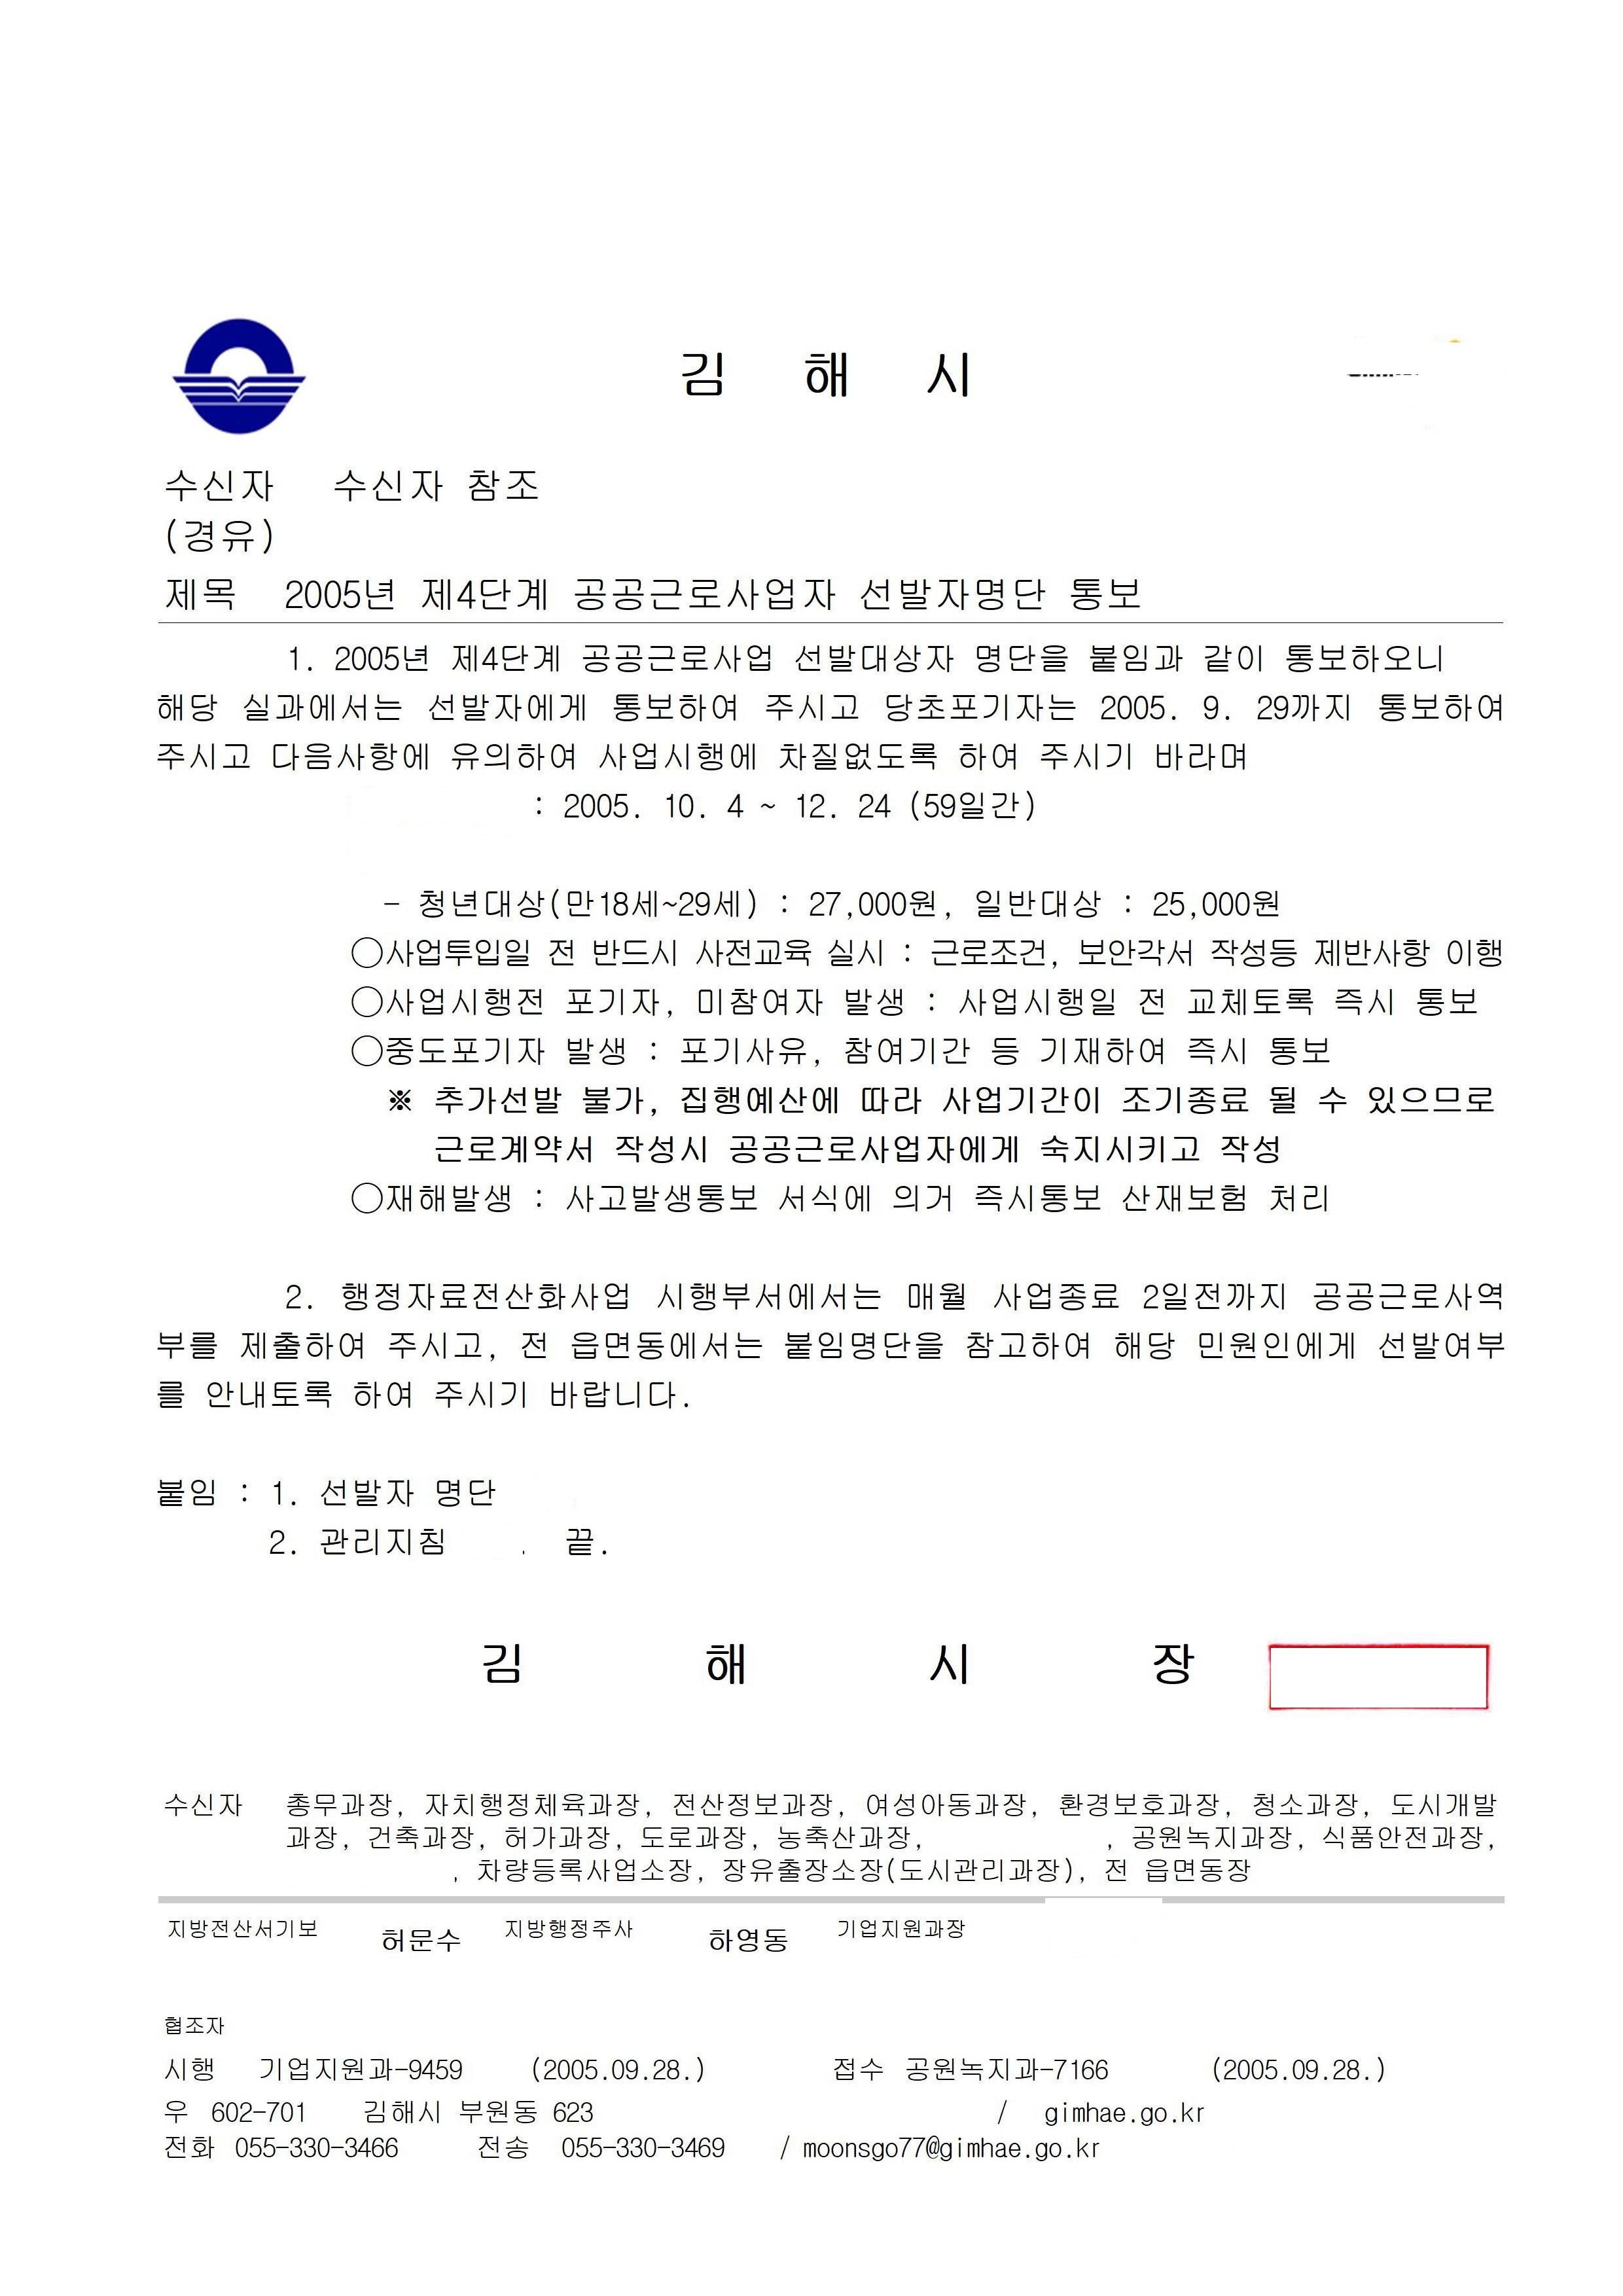 김 해 시
수신자 수신자 참조
(경유)
제목 2005년 제4단계 공공근로사업자 선발자명단 통보
1. 2005년 제4단계 공공근로사업 선발대상자 명단을 붙임과 같이 통보하오니
해당 실과에서는 선발자에게 통보하여 주시고 당초포기자는 2005. 9. 29까지 통보하여
주시고 다음사항에 유의하여 사업시행에 차질없도록 하여 주시기 바라며
: 2005. 10. 4 ~ 12. 24 (59일간)
- 청년대상(만18세~29세) : 27,000원, 일반대상 : 25,000원
○사업투입일 전 반드시 사전교육 실시 : 근로조건, 보안각서 작성등 제반사항 이행
○사업시행전 포기자, 미참여자 발생 : 사업시행일 전 교체토록 즉시 통보
○중도포기자 발생 : 포기사유, 참여기간 등 기재하여 즉시 통보
※ 추가선발 불가, 집행예산에 따라 사업기간이 조기종료 될 수 있으므로
근로계약서 작성시 공공근로사업자에게 숙지시키고 작성
○재해발생 : 사고발생통보 서식에 의거 즉시통보 산재보험 처리
2. 행정자료전산화사업 시행부서에서는 매월 사업종료 2일전까지 공공근로사역
부를 제출하여 주시고, 전 읍면동에서는 붙임명단을 참고하여 해당 민원인에게 선발여부
를 안내토록 하여 주시기 바랍니다.
붙임 : 1. 선발자 명단
2. 관리지침 . 끝.
김 해 시 장
수신자 총무과장, 자치행정체육과장, 전산정보과장, 여성아동과장, 환경보호과장, 청소과장, 도시개발
과장, 건축과장, 허가과장, 도로과장, 농축산과장, , 공원녹지과장, 식품안전과장,
, 차량등록사업소장, 장유출장소장(도시관리과장), 전 읍면동장
지방전산서기보 허문수 지방행정주사 하영동 기업지원과장
협조자
시행 기업지원과-9459 (2005.09.28.) 접수 공원녹지과-7166 (2005.09.28.)
우 602-701 김해시 부원동 623 / gimhae.go.kr
전화 055-330-3466 전송 055-330-3469 / moonsgo77@gimhae.go.kr